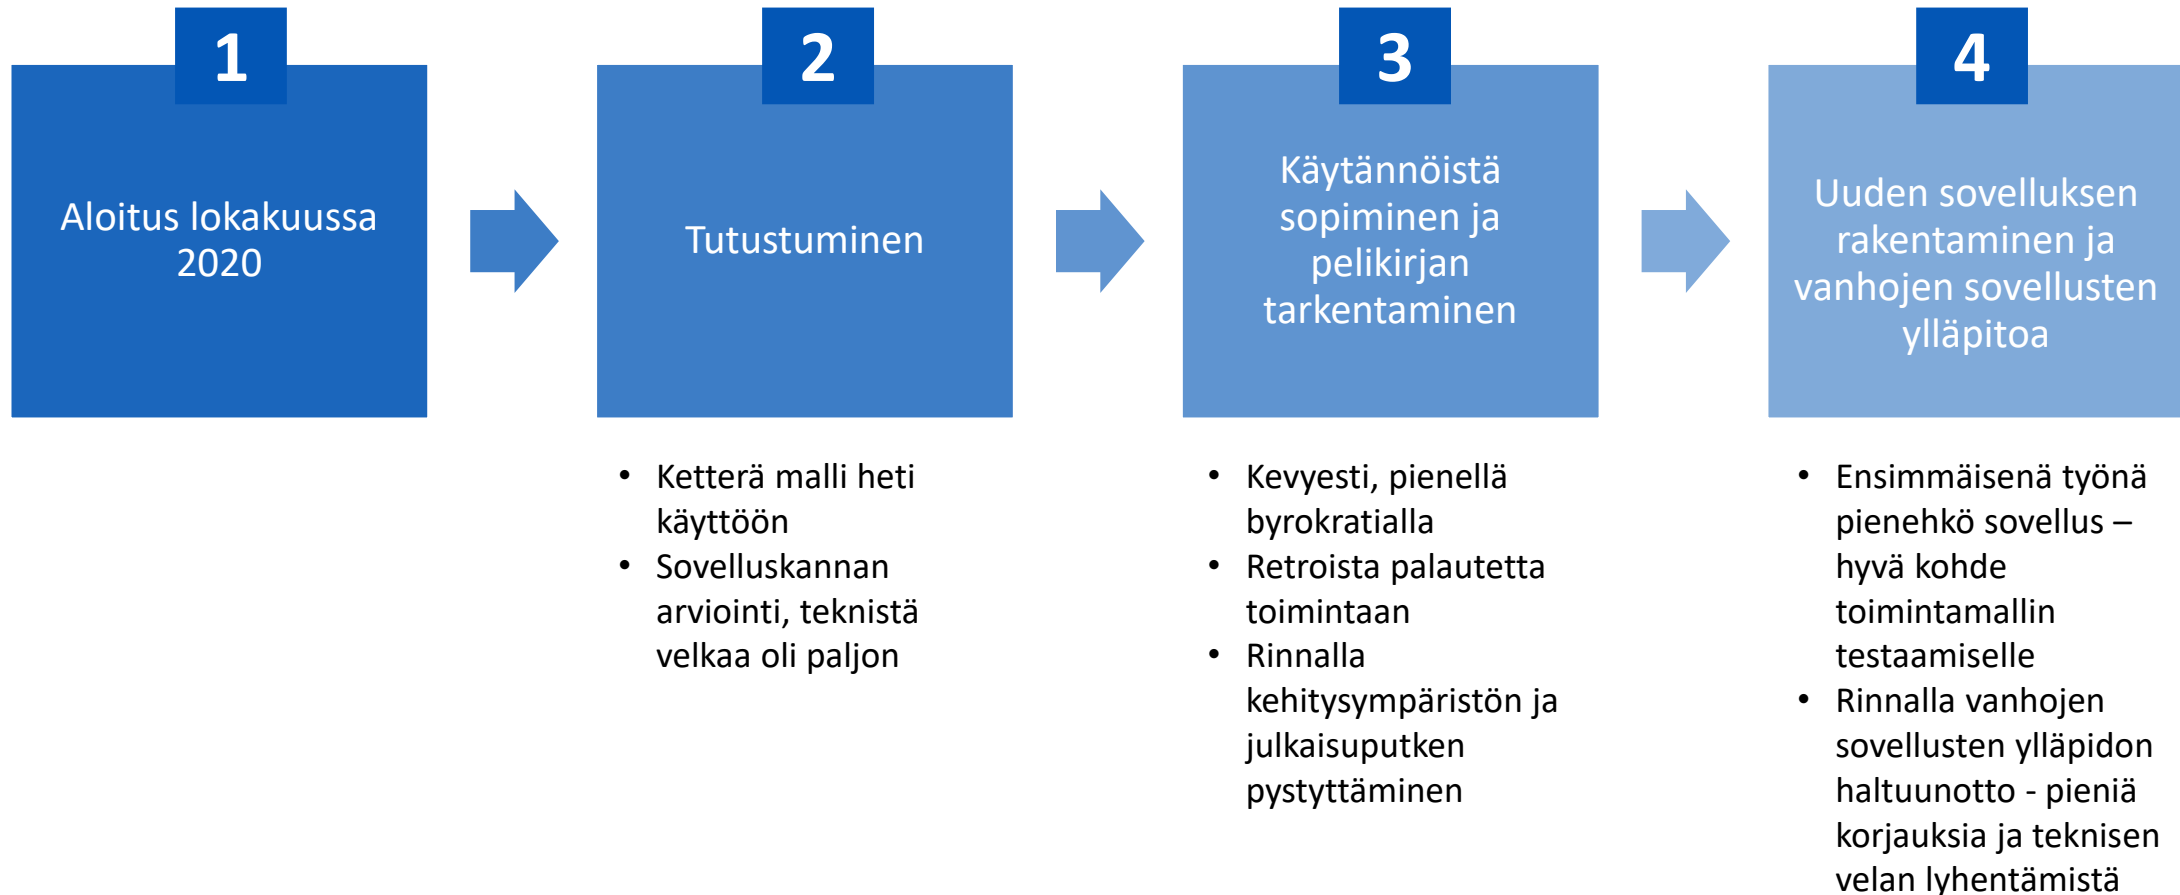 1
Aloitus lokakuussa
2020
2
Tutustuminen
• Ketterä malli heti
käyttöön
• Sovelluskannan
arviointi, teknistä
velkaa oli paljon
3
Käytännöistä
sopiminen ja
pelikirjan
tarkentaminen
• Kevyesti, pienellä
byrokratialla
• Retroista palautetta
toimintaan
• Rinnalla
kehitysympäristön ja
julkaisuputken
pystyttäminen
4
Uuden sovelluksen
rakentaminen ja
vanhojen sovellusten
ylläpitoa
• Ensimmäisenä työnä
pienehkö sovellus –
hyvä kohde
toimintamallin
testaamiselle
• Rinnalla vanhojen
sovellusten ylläpidon
haltuunotto - pieniä
korjauksia ja teknisen
velan lyhentämistä